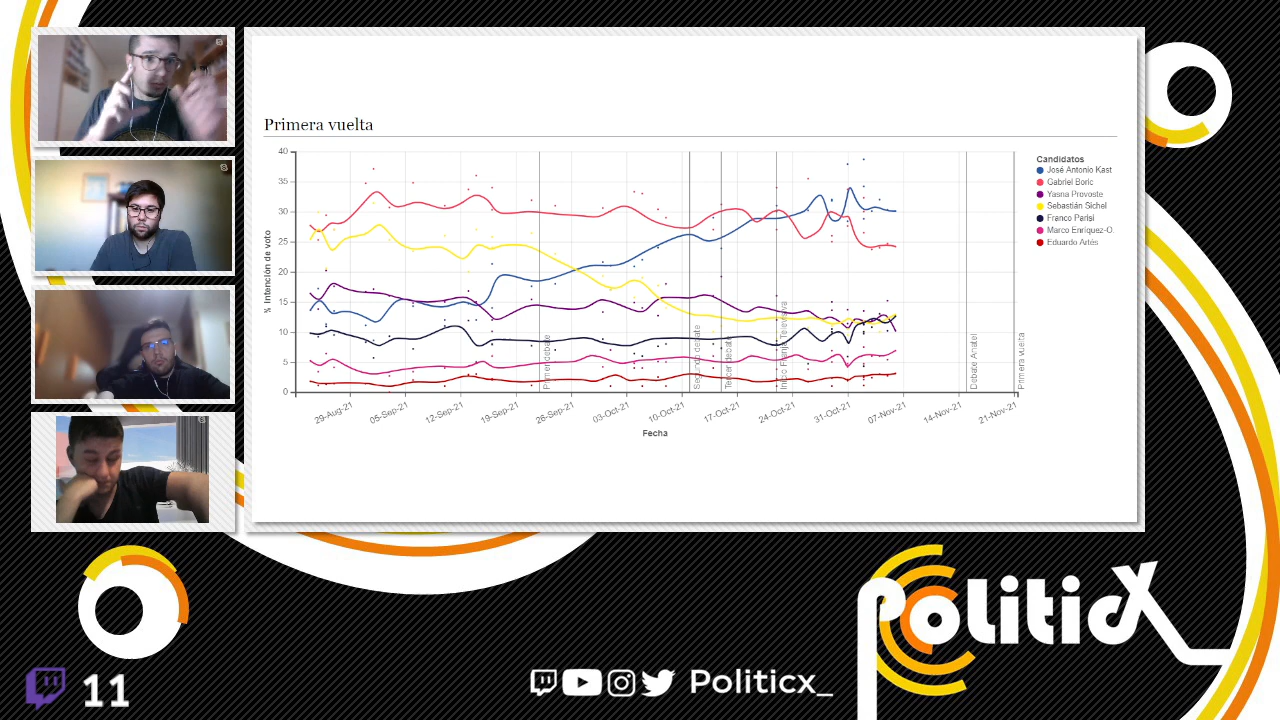 Primera vuelta
40
35
30
25
20
15
10
5
0
% Intención de voto
Primer debate
Segundo debate
Tercer debate
Inicio Franja Televisiva
Debate Anatel
Primera vuelta
29-Aug-21
05-Sep-21
12-Sep-21
19-Sep-21
26-Sep-21
03-Oct-21
10-Oct-21
17-Oct-21
24-Oct-21
31-Oct-21
07-Nov-21
14-Nov-21
21-Nov-21
Fecha
Candidatos
José Antonio Kast
Gabriel Boric
Yasna Provoste
Sebastián Sichel
Franco Parisi
Marco Enríquez-O.
Eduardo Artés
PoliticX
11
Politicx_